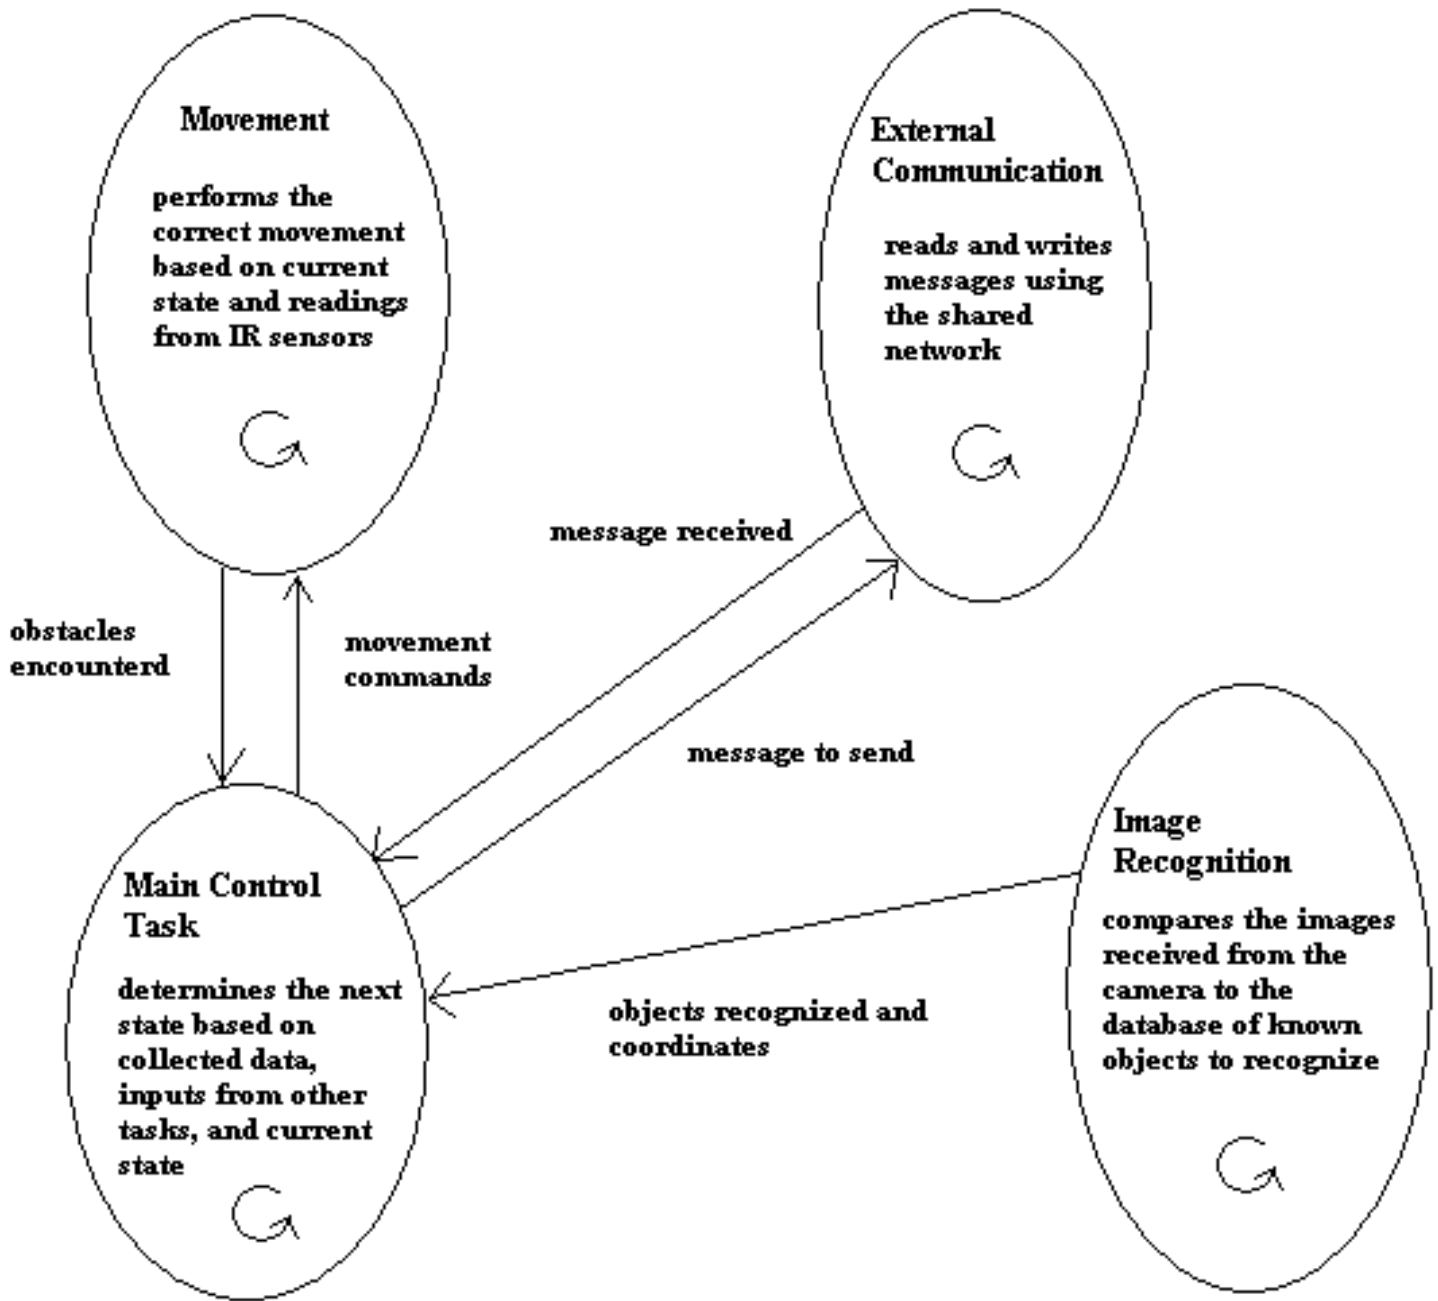 Movement
performs the
correct movement
based on current
state and readings
from IR sensors
External
Communication
reads and writes
messages using
the shared
network
message received
obstacles
encounterd
movement
commands
message to send
Image
Recognition
compares the images
received from the
camera to the
database of known
objects to recognize
Main Control
Task
determines the next
state based on
collected data,
inputs from other
tasks, and current
state
objects recognized and
coordinates